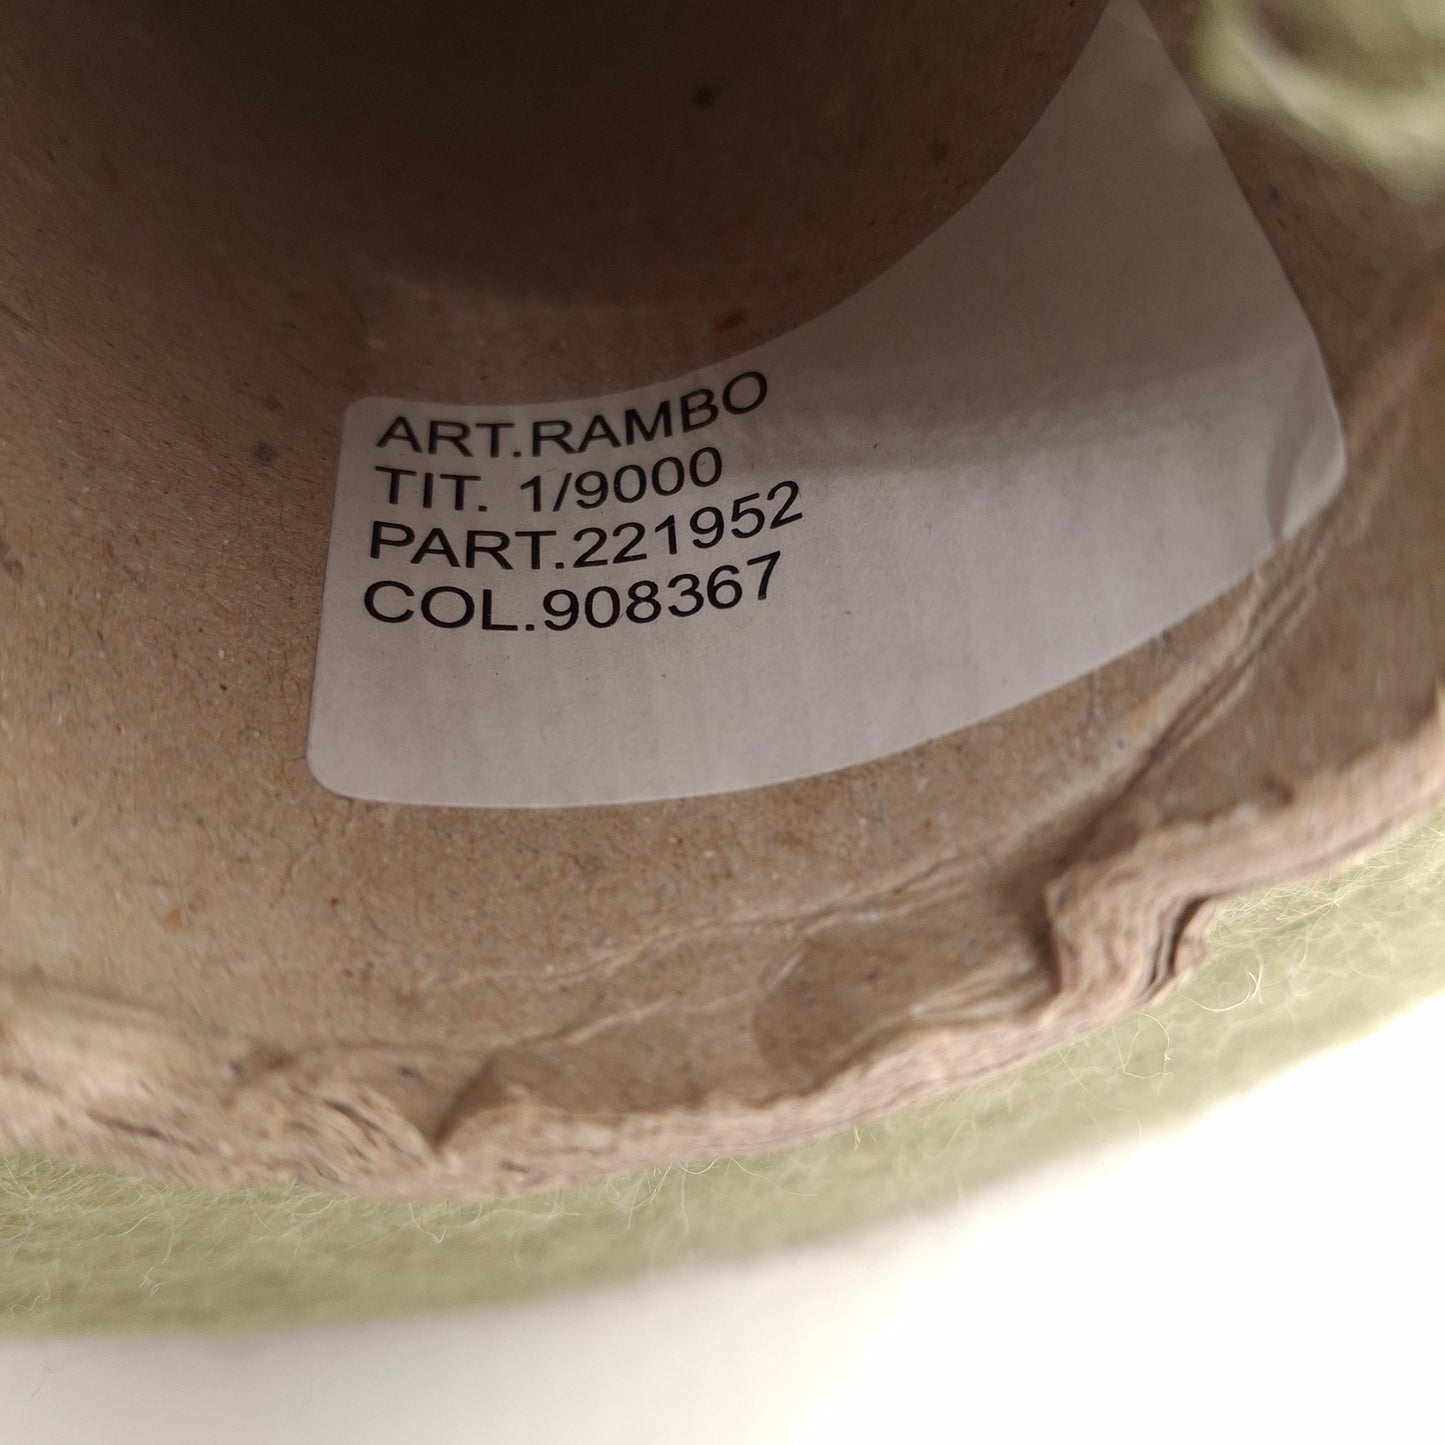 ART.RAMBO
TIT. 1/9000
PART.221952
COL.908367